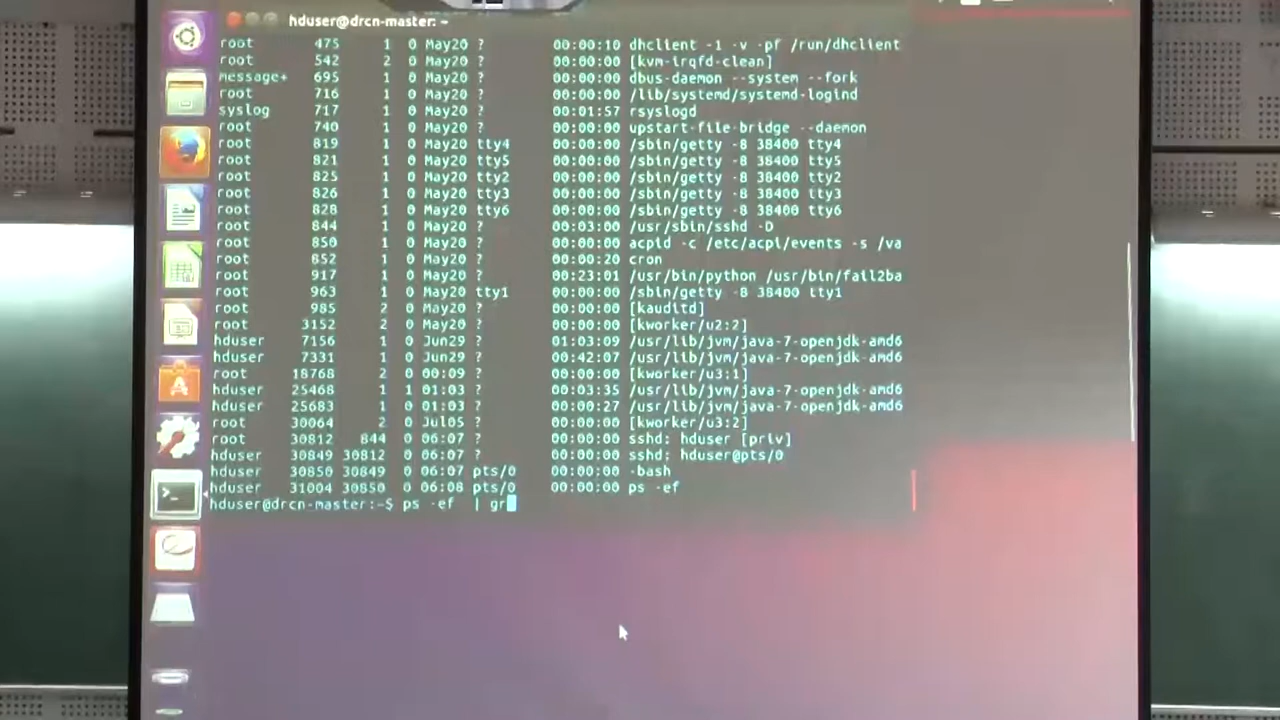 hduser@drcn-master: ~
root 475 1 0 May20 ? 00:00:10 dhclient -1 -v -pf /run/dhclient
root 542 2 0 May20 ? 00:00:00 [kvm-irqfd-clean]
message+ 695 1 0 May20 ? 00:00:00 dbus-daemon --system --fork
root 716 1 0 May20 ? 00:00:00 /lib/systemd/systemd-logind
syslog 717 1 0 May20 ? 00:01:57 rsyslogd
root 740 1 0 May20 ? 00:00:00 upstart-file-bridge --daemon
root 819 1 0 May20 tty4 00:00:00 /sbin/getty -8 38400 tty4
root 821 1 0 May20 tty5 00:00:00 /sbin/getty -8 38400 tty5
root 825 1 0 May20 tty2 00:00:00 /sbin/getty -8 38400 tty2
root 826 1 0 May20 tty3 00:00:00 /sbin/getty -8 38400 tty3
root 828 1 0 May20 tty6 00:00:00 /sbin/getty -8 38400 tty6
root 844 1 0 May20 ? 00:03:00 /usr/sbin/sshd -D
root 850 1 0 May20 ? 00:00:00 acpid -c /etc/acpi/events -s /va
root 852 1 0 May20 ? 00:00:20 cron
root 917 1 0 May20 ? 00:23:01 /usr/bin/python /usr/bin/fail2ba
root 963 1 0 May20 tty1 00:00:00 /sbin/getty -8 38400 tty1
root 985 2 0 May20 ? 00:00:00 [kauditd]
root 3152 2 0 May20 ? 00:00:00 [kworker/u2:2]
hduser 7156 1 0 Jun29 ? 01:03:09 /usr/lib/jvm/java-7-openjdk-amd6
hduser 7331 1 0 Jun29 ? 00:42:07 /usr/lib/jvm/java-7-openjdk-amd6
root 18768 2 0 00:09 ? 00:00:00 [kworker/u3:1]
hduser 25468 1 1 01:03 ? 00:03:35 /usr/lib/jvm/java-7-openjdk-amd6
hduser 25683 1 0 01:03 ? 00:00:27 /usr/lib/jvm/java-7-openjdk-amd6
root 30064 2 0 Jul05 ? 00:00:00 [kworker/u3:2]
root 30812 844 0 06:07 ? 00:00:00 sshd: hduser [priv]
hduser 30849 30812 0 06:07 ? 00:00:00 sshd: hduser@pts/0
hduser 30850 30849 0 06:07 pts/0 00:00:00 -bash
hduser 31004 30850 0 06:08 pts/0 00:00:00 ps -ef
hduser@drcn-master:~$ ps -ef | gr